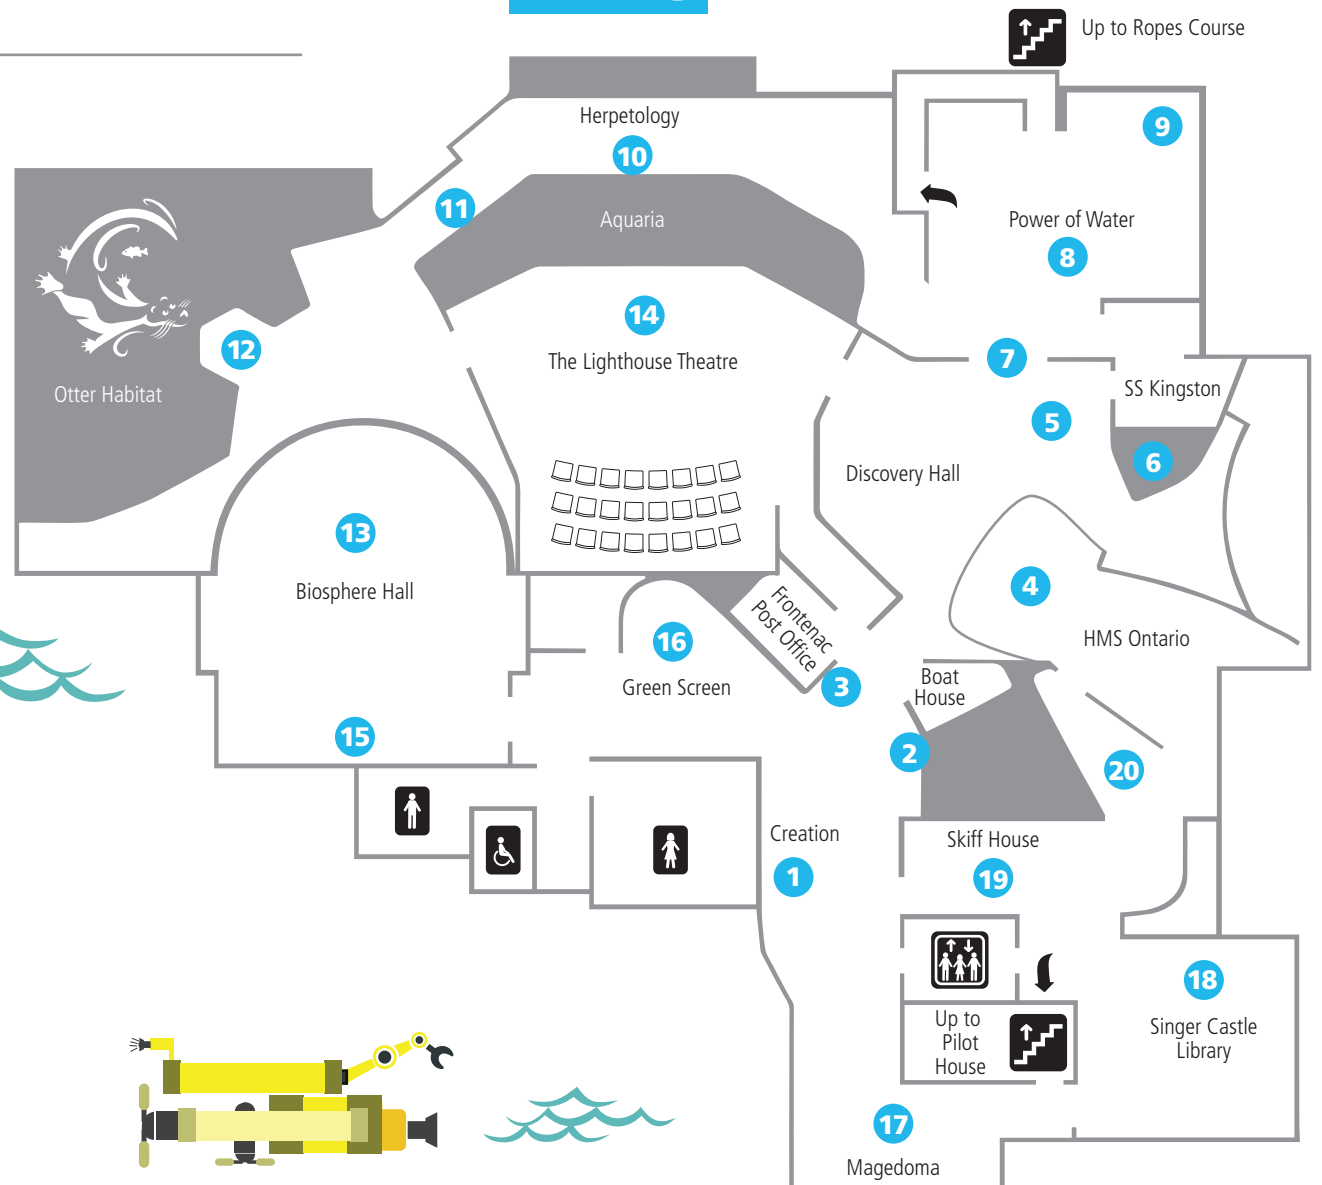 Up to Ropes Course
Herpetology
10
9
11
Aquaria
Power of Water
8
14
12
The Lighthouse Theatre
7
Otter Habitat
SS Kingston
5
6
Discovery Hall
13
Biosphere Hall
4
Frontenac
Post Office
16
HMS Ontario
Green Screen
3
Boat
House
15
2
20
Creation
1
Skiff House
19
18
Up to
Pilot
House
Singer Castle
Library
17
Magedoma